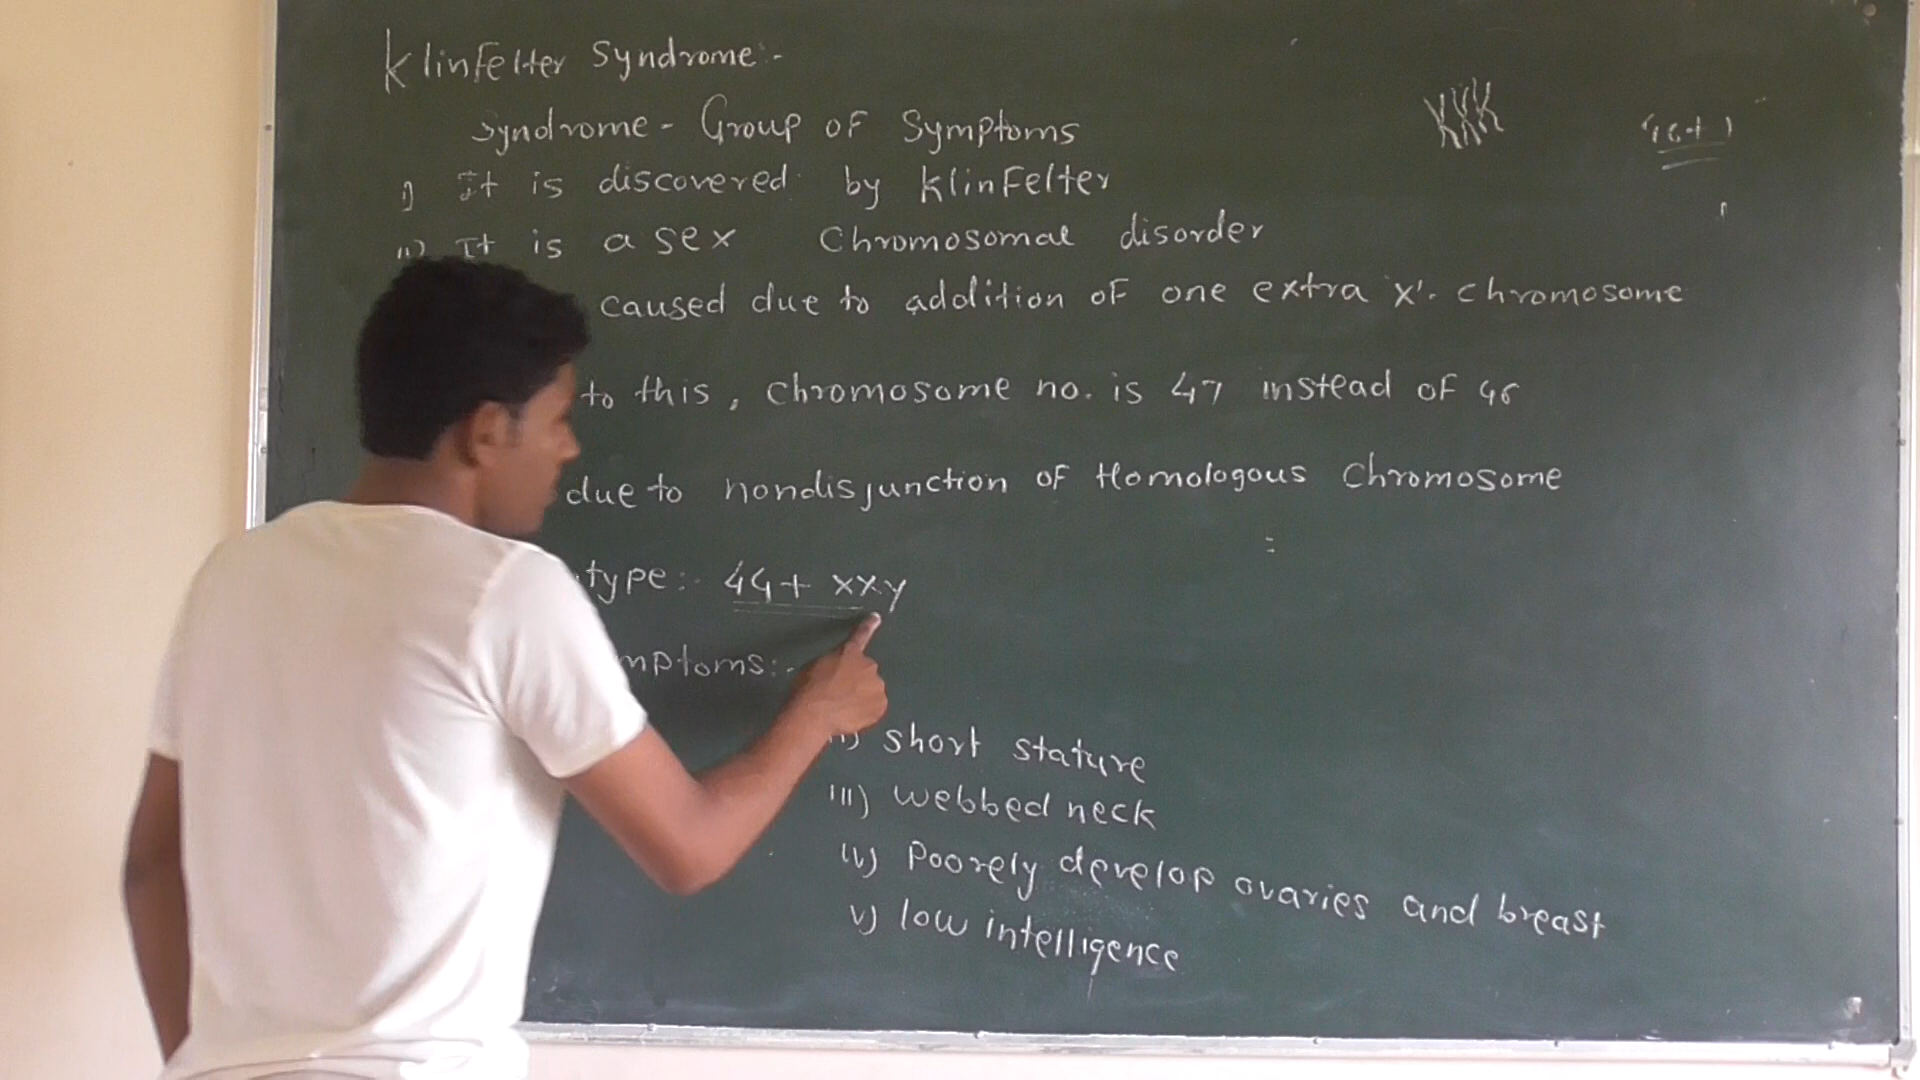 Klinfelter Syndrome:-
Syndrome - Group of Symptoms
i) It is discovered by Klinfelter
ii) It is a sex Chromosomal disorder
caused due to addition of one extra 'X'. chromosome
to this, chromosome no. is 47 instead of 46
due to nondisjunction of Homologous Chromosome
type:- 44+ XXY
mptoms:-
ii) short stature
iii) webbed neck
iv) Poorely develop ovaries and breast
v) low intelligence